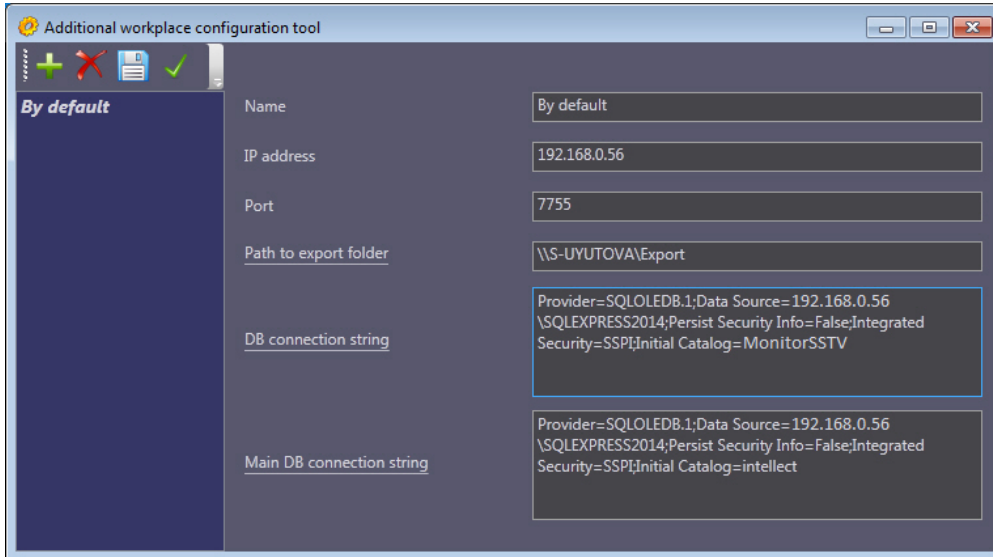 Additional workplace configuration tool
By default
Name
By default
IP address
192.168.0.56
Port
7755
Path to export folder
\\S-UYUTOVA\Export
DB connection string
Provider=SQLOLEDB.1;Data Source=192.168.0.56
\SQLEXPRESS2014;Persist Security Info=False;Integrated
Security=SSPI;Initial Catalog=MonitorSSTV
Main DB connection string
Provider=SQLOLEDB.1;Data Source=192.168.0.56
\SQLEXPRESS2014;Persist Security Info=False;Integrated
Security=SSPI;Initial Catalog=intellect